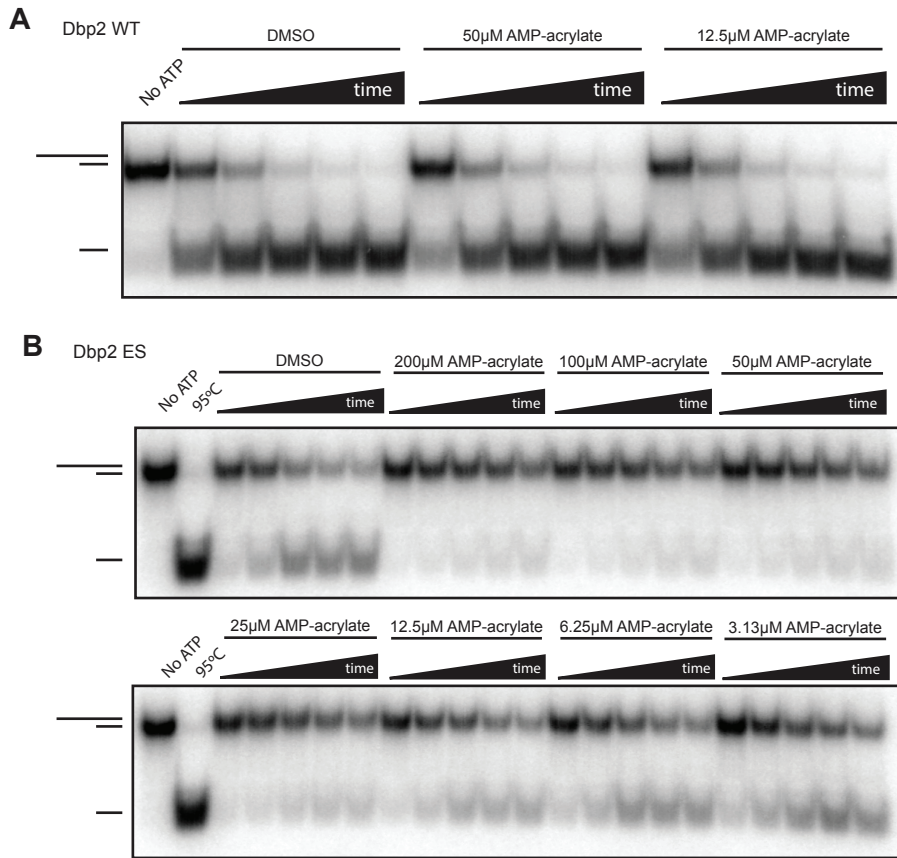 A
Dbp2 WT
DMSO 50µM AMP-acrylate 12.5µM AMP-acrylate
No ATP time time time
B
Dbp2 ES
DMSO 200µM AMP-acrylate 100µM AMP-acrylate 50µM AMP-acrylate
No ATP 95ºC time time time time
25µM AMP-acrylate 12.5µM AMP-acrylate 6.25µM AMP-acrylate 3.13µM AMP-acrylate
No ATP 95ºC time time time time